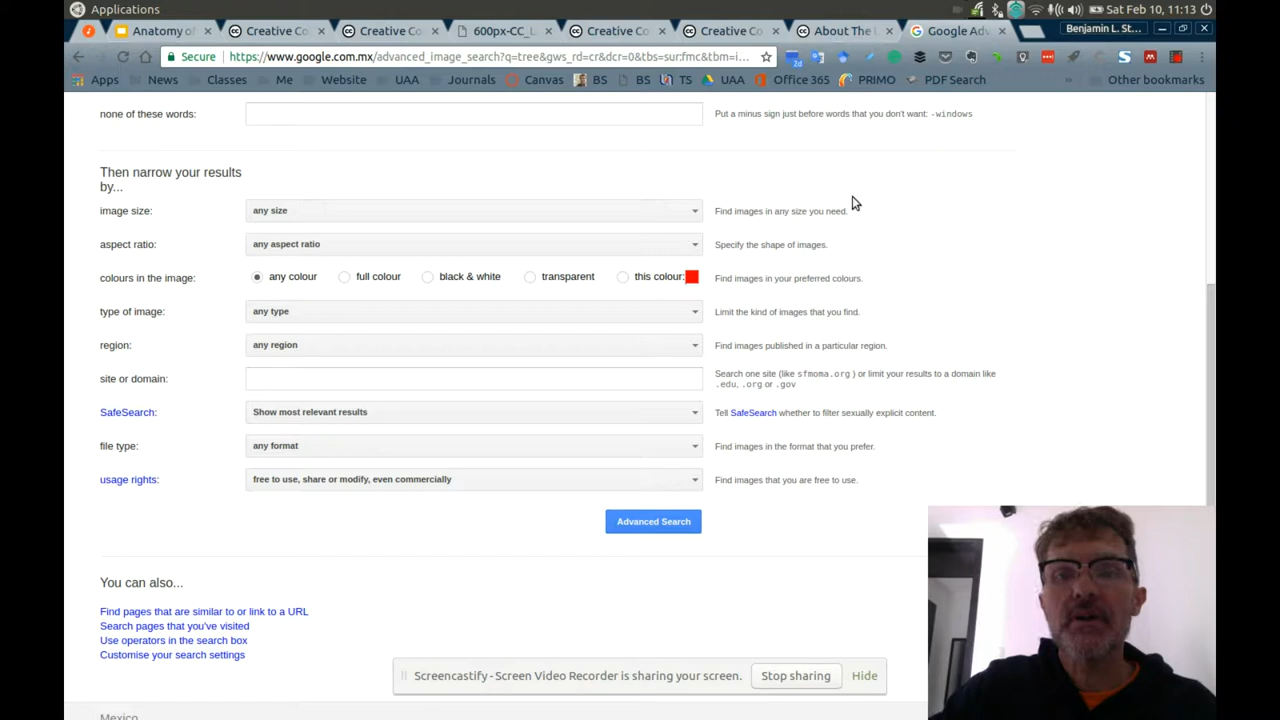 Applications
Sat Feb 10, 11:13
Anatomy of
Creative Co
Creative Co
600px-CC_L
Creative Co
Creative Co
About The L
Google Adv
Benjamin L. St...
Secure
https://www.google.com.mx/advanced_image_search?q=tree&gws_rd=cr&dcr=0&tbs=sur:fmc&tbm=i...
2d
Apps
News
Classes
Me
Website
UAA
Journals
Canvas
BS
BS
TS
UAA
Office 365
PRIMO
PDF Search
»
Other bookmarks
none of these words:
Put a minus sign just before words that you don't want: -windows
Then narrow your results
by...
image size:
any size
Find images in any size you need.
aspect ratio:
any aspect ratio
Specify the shape of images.
colours in the image:
any colour
full colour
black & white
transparent
this colour:
Find images in your preferred colours.
type of image:
any type
Limit the kind of images that you find.
region:
any region
Find images published in a particular region.
site or domain:
Search one site (like sfmoma.org ) or limit your results to a domain like
.edu, .org or .gov
SafeSearch:
Show most relevant results
Tell SafeSearch whether to filter sexually explicit content.
file type:
any format
Find images in the format that you prefer.
usage rights:
free to use, share or modify, even commercially
Find images that you are free to use.
Advanced Search
You can also...
Find pages that are similar to or link to a URL
Search pages that you've visited
Use operators in the search box
Customise your search settings
Screencastify - Screen Video Recorder is sharing your screen.
Stop sharing
Hide
Mexico